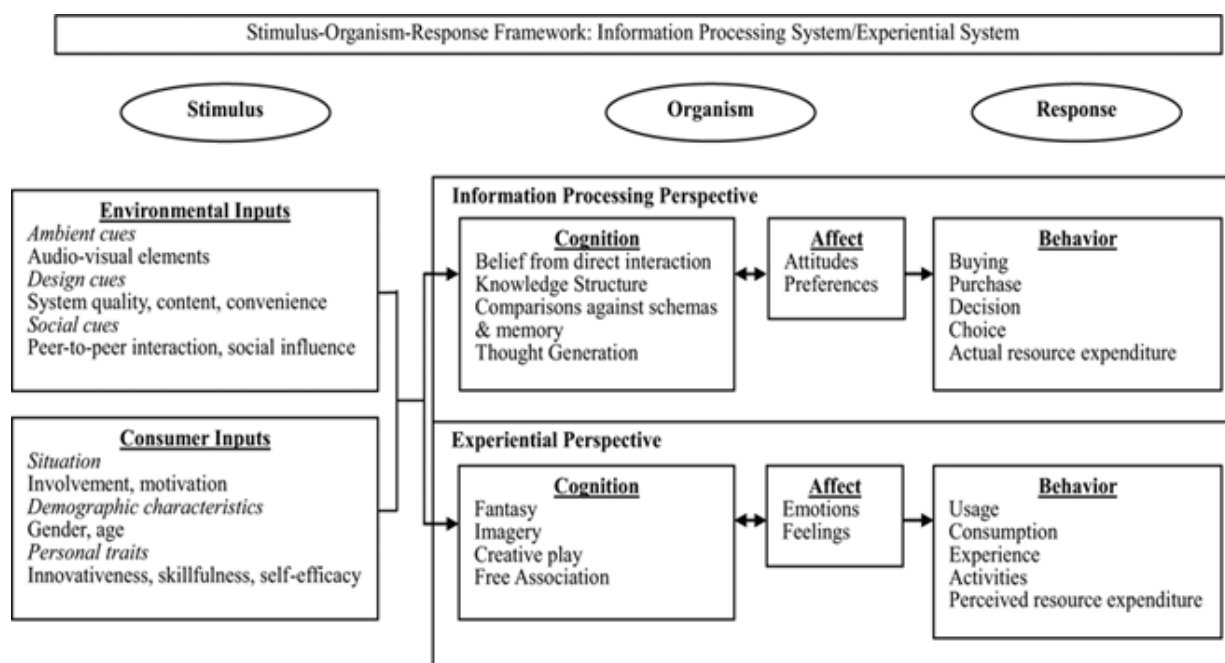 Stimulus-Organism-Response Framework: Information Processing System/Experiential System
Stimulus
Organism
Response
Environmental Inputs
Ambient cues
Audio-visual elements
Design cues
System quality, content, convenience
Social cues
Peer-to-peer interaction, social influence
Consumer Inputs
Situation
Involvement, motivation
Demographic characteristics
Gender, age
Personal traits
Innovativeness, skillfulness, self-efficacy
Information Processing Perspective
Cognition
Belief from direct interaction
Knowledge Structure
Comparisons against schemas
& memory
Thought Generation
Affect
Attitudes
Preferences
Behavior
Buying
Purchase
Decision
Choice
Actual resource expenditure
Experiential Perspective
Cognition
Fantasy
Imagery
Creative play
Free Association
Affect
Emotions
Feelings
Behavior
Usage
Consumption
Experience
Activities
Perceived resource expenditure